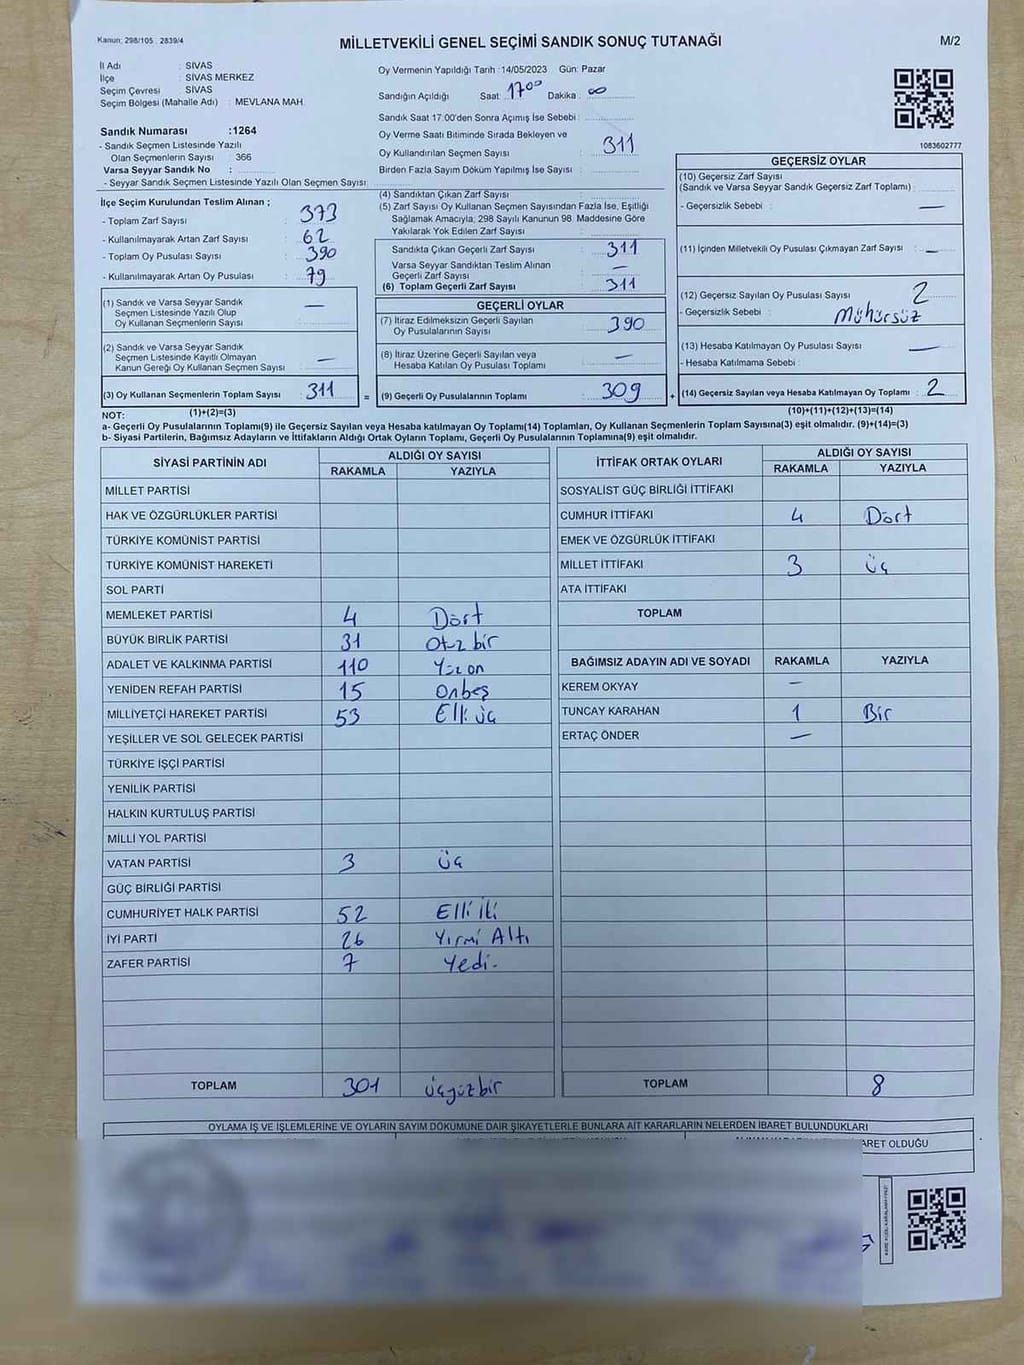 Kanun: 298/105 . 2839/4
MİLLETVEKİLİ GENEL SEÇİMİ SANDIK SONUÇ TUTANAĞI
M/2
İl Adı : SİVAS
İlçe : SİVAS MERKEZ
Seçim Çevresi : SİVAS
Seçim Bölgesi (Mahalle Adı) : MEVLANA MAH.
Sandık Numarası :1264
- Sandık Seçmen Listesinde Yazılı
Olan Seçmenlerin Sayısı : 366
Varsa Seyyar Sandık No :
- Seyyar Sandık Seçmen Listesinde Yazılı Olan Seçmen Sayısı:
Oy Vermenin Yapıldığı Tarih :14/05/2023 Gün: Pazar
Sandığın Açıldığı Saat: 17⁰⁰ Dakika : 00
Sandık Saat 17:00'den Sonra Açımış İse Sebebi :
Oy Verme Saati Bitiminde Sırada Bekleyen ve
Oy Kullandırılan Seçmen Sayısı : 311
Birden Fazla Sayım Döküm Yapılmış İse Sayısı :
1083602777
İlçe Seçim Kurulundan Teslim Alınan ;
- Toplam Zarf Sayısı : 373
- Kullanılmayarak Artan Zarf Sayısı : 62
- Toplam Oy Pusulası Sayısı : 390
- Kullanılmayarak Artan Oy Pusulası : 79
(1) Sandık ve Varsa Seyyar Sandık
Seçmen Listesinde Yazılı Olup
Oy Kullanan Seçmenlerin Sayısı : —
(2) Sandık ve Varsa Seyyar Sandık
Seçmen Listesinde Kayıtlı Olmayan
Kanun Gereği Oy Kullanan Seçmen Sayısı : —
(3) Oy Kullanan Seçmenlerin Toplam Sayısı : 311
(1)+(2)=(3)
(4) Sandıktan Çıkan Zarf Sayısı :
(5) Zarf Sayısı Oy Kullanan Seçmen Sayısından Fazla İse, Eşitliği
Sağlamak Amacıyla; 298 Sayılı Kanunun 98. Maddesine Göre
Yakılarak Yok Edilen Zarf Sayısı :
Sandıkta Çıkan Geçerli Zarf Sayısı : 311
Varsa Seyyar Sandıktan Teslim Alınan
Geçerli Zarf Sayısı : —
(6) Toplam Geçerli Zarf Sayısı : 311
GEÇERLİ OYLAR
(7) İtiraz Edilmeksizin Geçerli Sayılan
Oy Pusulalarının Sayısı : 390
(8) İtiraz Üzerine Geçerli Sayılan veya
Hesaba Katılan Oy Pusulası Toplamı : —
= (9) Geçerli Oy Pusulalarının Toplamı : 309
GEÇERSİZ OYLAR
(10) Geçersiz Zarf Sayısı
(Sandık ve Varsa Seyyar Sandık Geçersiz Zarf Toplamı) :
- Geçersizlik Sebebi : —
(11) İçinden Milletvekili Oy Pusulası Çıkmayan Zarf Sayısı : —
(12) Geçersiz Sayılan Oy Pusulası Sayısı : 2
- Geçersizlik Sebebi : Mühürsüz
(13) Hesaba Katılmayan Oy Pusulası Sayısı : —
- Hesaba Katılmama Sebebi :
+ (14) Geçersiz Sayılan veya Hesaba Katılmayan Oy Toplamı : 2
(10)+(11)+(12)+(13)=(14)
NOT:
a- Geçerli Oy Pusulalarının Toplamı(9) ile Geçersiz Sayılan veya Hesaba katılmayan Oy Toplamı(14) Toplamları, Oy Kullanan Seçmenlerin Toplam Sayısına(3) eşit olmalıdır. (9)+(14)=(3)
b- Siyasi Partilerin, Bağımsız Adayların ve İttifakların Aldığı Ortak Oyların Toplamı, Geçerli Oy Pusulalarının Toplamına(9) eşit olmalıdır.
SİYASİ PARTİNİN ADI ALDIĞI OY SAYISI
RAKAMLA YAZIYLA
MİLLET PARTİSİ
HAK VE ÖZGÜRLÜKLER PARTİSİ
TÜRKİYE KOMÜNİST PARTİSİ
TÜRKİYE KOMÜNİST HAREKETİ
SOL PARTİ
MEMLEKET PARTİSİ 4 Dört
BÜYÜK BİRLİK PARTİSİ 31 Otuz bir
ADALET VE KALKINMA PARTİSİ 110 Yüz on
YENİDEN REFAH PARTİSİ 15 Onbeş
MİLLİYETÇİ HAREKET PARTİSİ 53 Elli üç
YEŞİLLER VE SOL GELECEK PARTİSİ
TÜRKİYE İŞÇİ PARTİSİ
YENİLİK PARTİSİ
HALKIN KURTULUŞ PARTİSİ
MİLLİ YOL PARTİSİ
VATAN PARTİSİ 3 üç
GÜÇ BİRLİĞİ PARTİSİ
CUMHURİYET HALK PARTİSİ 52 Elli iki
İYİ PARTİ 26 Yirmi Altı
ZAFER PARTİSİ 7 Yedi.
TOPLAM 301 üçyüzbir
İTTİFAK ORTAK OYLARI ALDIĞI OY SAYISI
RAKAMLA YAZIYLA
SOSYALİST GÜÇ BİRLİĞİ İTTİFAKI
CUMHUR İTTİFAKI 4 Dört
EMEK VE ÖZGÜRLÜK İTTİFAKI
MİLLET İTTİFAKI 3 üç
ATA İTTİFAKI
TOPLAM
BAĞIMSIZ ADAYIN ADI VE SOYADI RAKAMLA YAZIYLA
KEREM OKYAY —
TUNCAY KARAHAN 1 Bir
ERTAÇ ÖNDER —
TOPLAM 8
OYLAMA İŞ VE İŞLEMLERİNE VE OYLARIN SAYIM DÖKÜMÜNE DAİR ŞİKAYETLERLE BUNLARA AİT KARARLARIN NELERDEN İBARET BULUNDUKLARI
ARET OLDUĞU